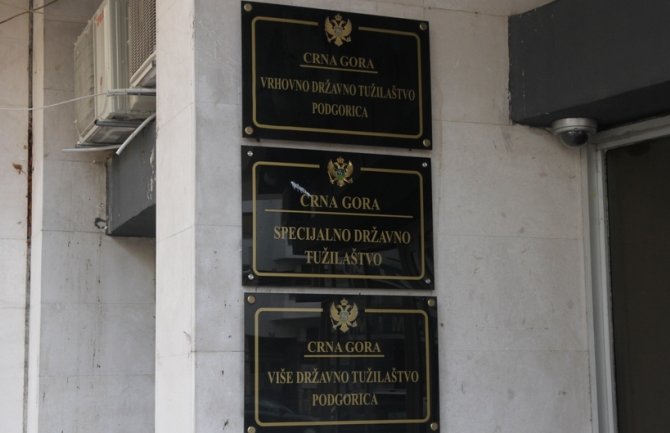 CRNA GORA
VRHOVNO DRŽAVNO TUŽILAŠTVO
PODGORICA
CRNA GORA
SPECIJALNO DRŽAVNO
TUŽILAŠTVO
CRNA GORA
VIŠE DRŽAVNO TUŽILAŠTVO
PODGORICA